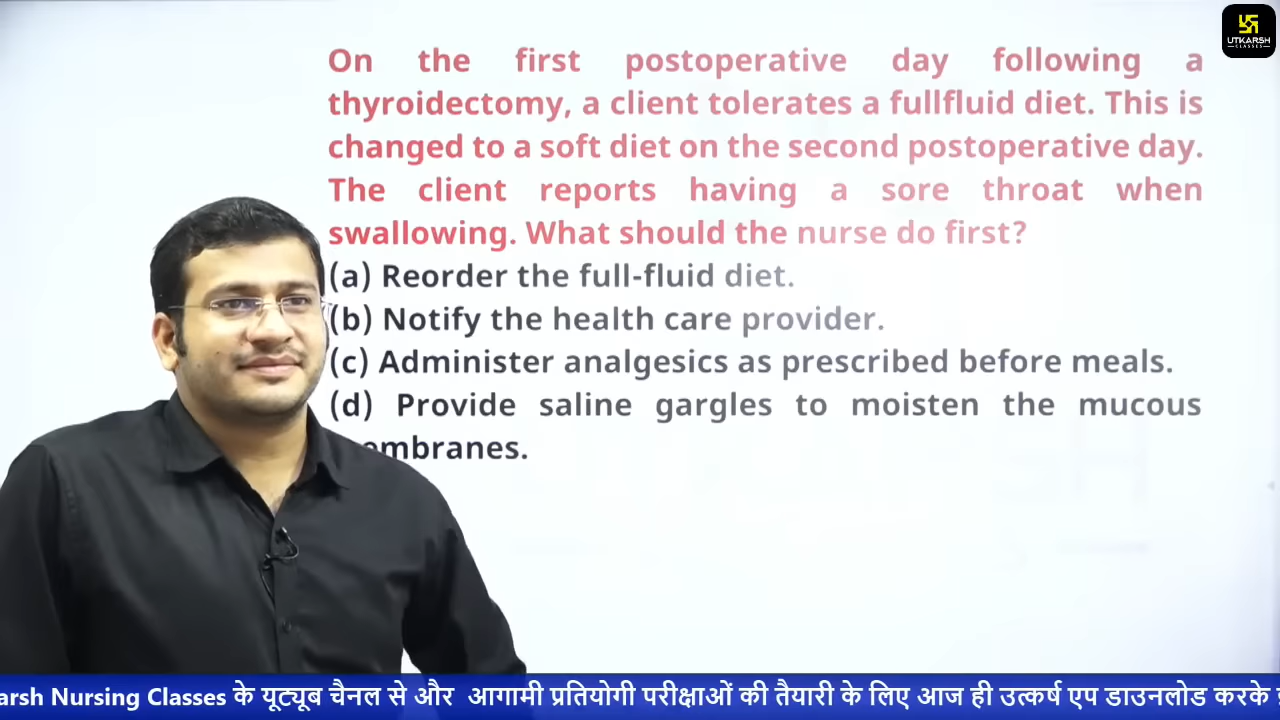 UTKARSH
CLASSES
On the first postoperative day following a
thyroidectomy, a client tolerates a fullfluid diet. This is
changed to a soft diet on the second postoperative day.
The client reports having a sore throat when
swallowing. What should the nurse do first?
(a) Reorder the full-fluid diet.
(b) Notify the health care provider.
(c) Administer analgesics as prescribed before meals.
(d) Provide saline gargles to moisten the mucous
embranes.
arsh Nursing Classes के यूट्यूब चैनल से और आगामी प्रतियोगी परीक्षाओं की तैयारी के लिए आज ही उत्कर्ष एप डाउनलोड करके